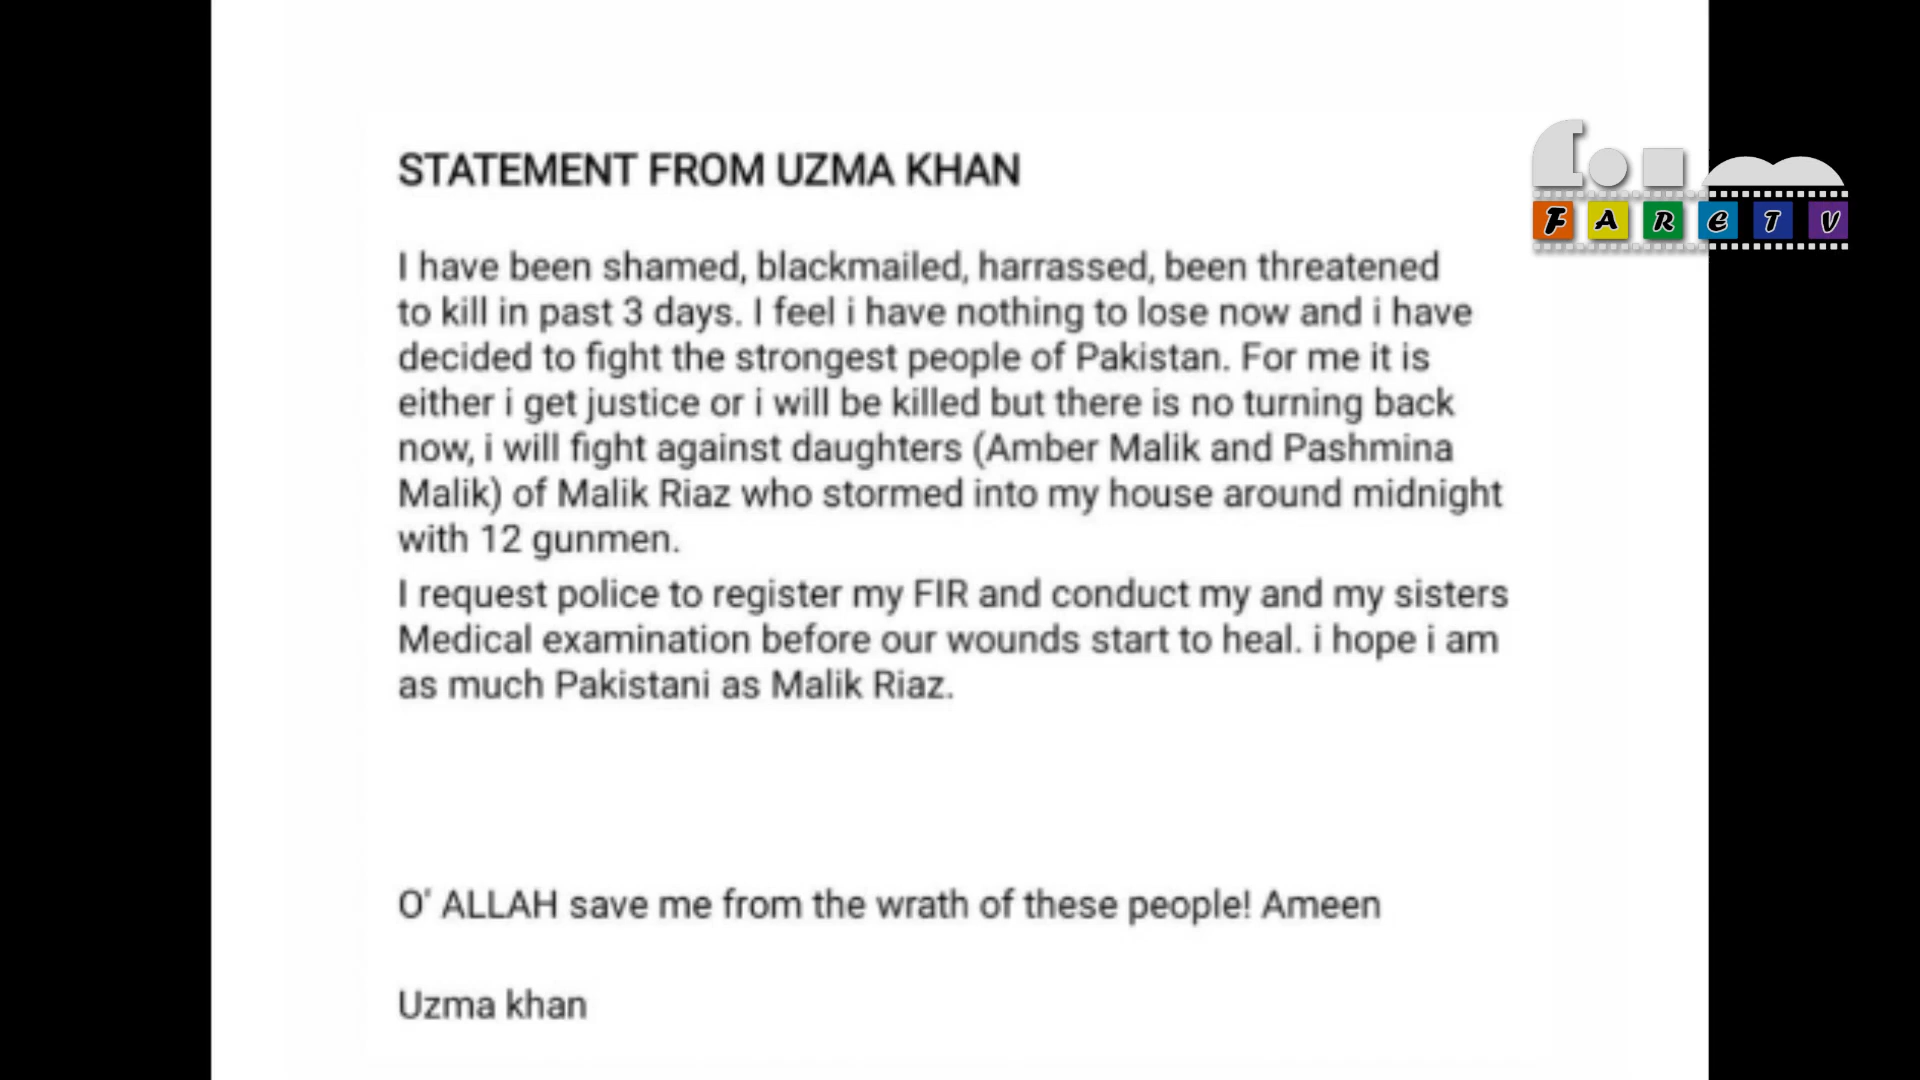 STATEMENT FROM UZMA KHAN
I have been shamed, blackmailed, harrassed, been threatened
to kill in past 3 days. I feel i have nothing to lose now and i have
decided to fight the strongest people of Pakistan. For me it is
either i get justice or i will be killed but there is no turning back
now, i will fight against daughters (Amber Malik and Pashmina
Malik) of Malik Riaz who stormed into my house around midnight
with 12 gunmen.
I request police to register my FIR and conduct my and my sisters
Medical examination before our wounds start to heal. i hope i am
as much Pakistani as Malik Riaz.
O' ALLAH save me from the wrath of these people! Ameen
Uzma khan
FARETV